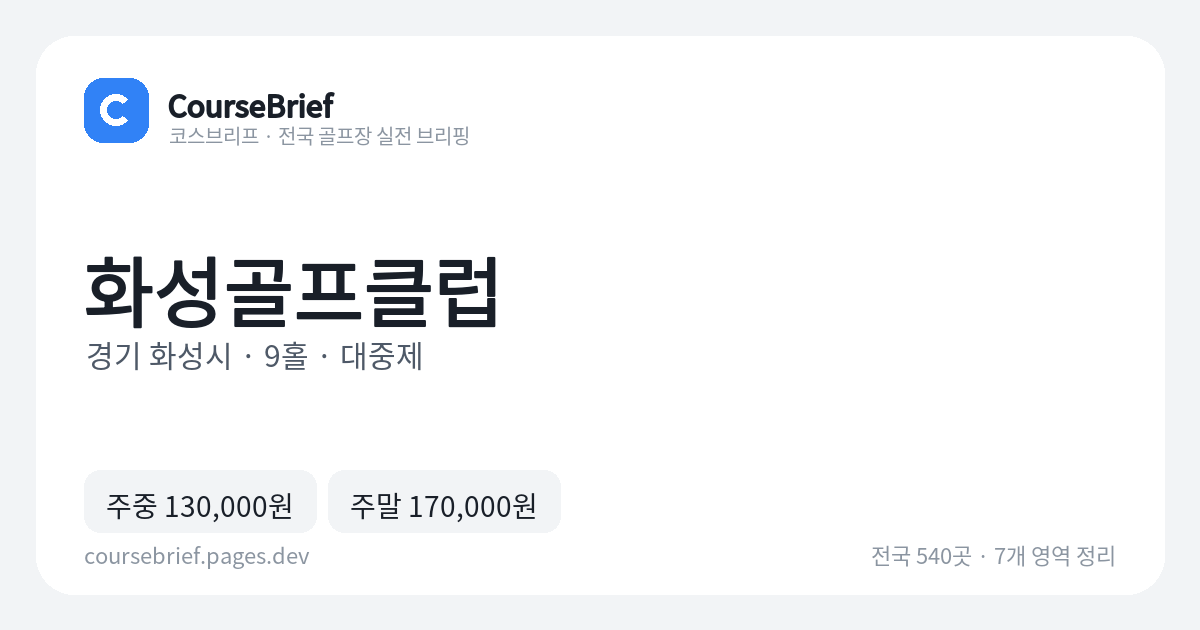 CourseBrief
코스브리프 · 전국 골프장 실전 브리핑
화성골프클럽
경기 화성시 · 9홀 · 대중제
주중 130,000원
주말 170,000원
coursebrief.pages.dev
전국 540곳 · 7개 영역 정리